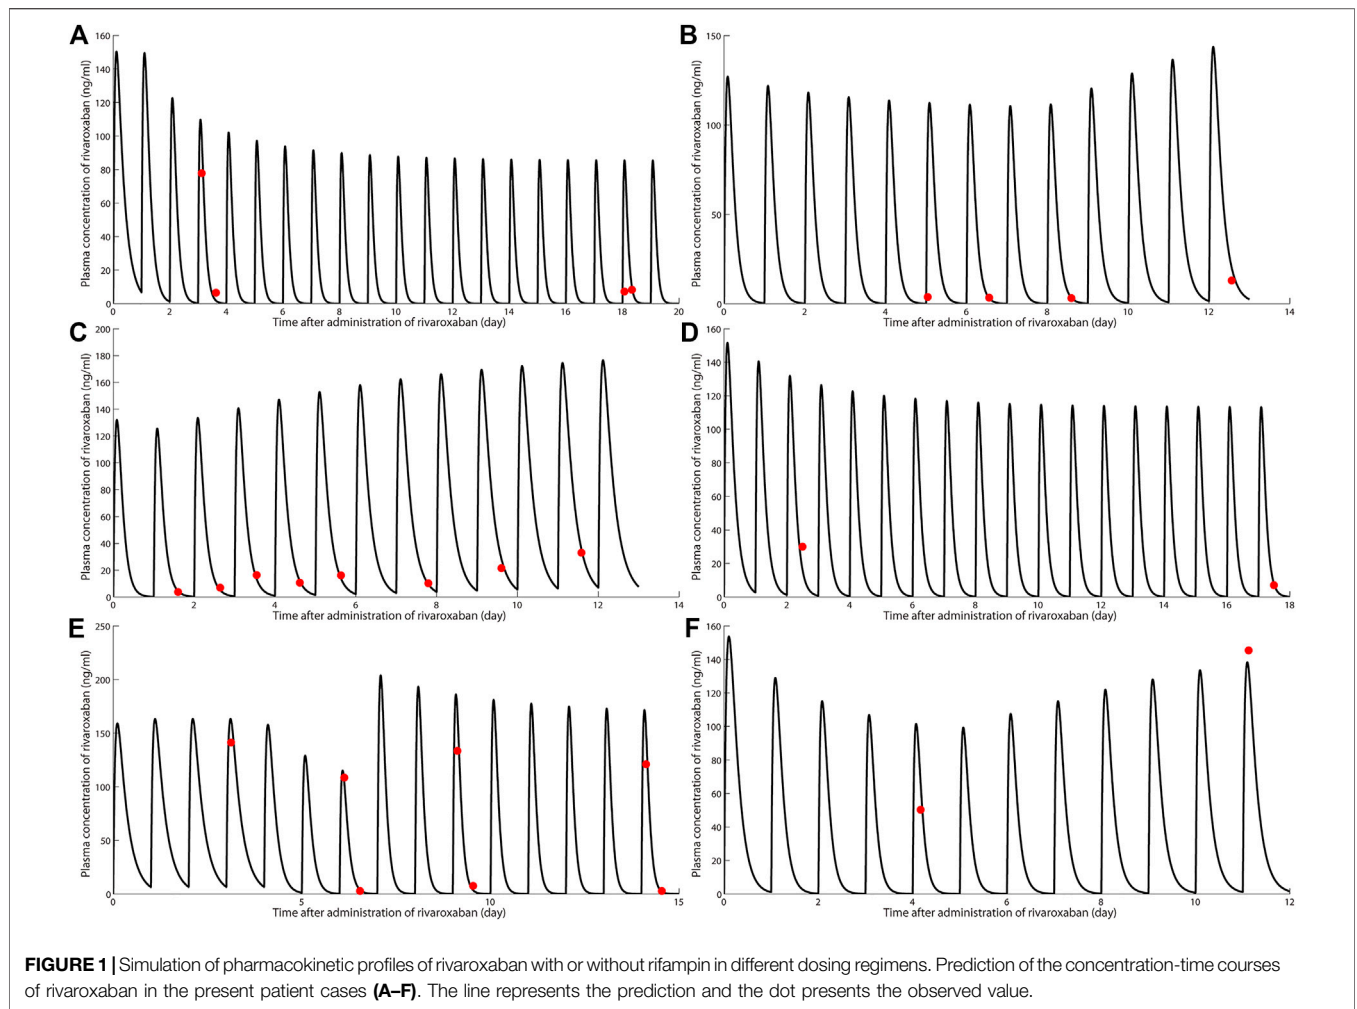 A
Plasma concentration of rivaroxaban (ng/ml)
160
140
120
100
80
60
40
20
0
0 2 4 6 8 10 12 14 16 18 20
Time after administration of rivaroxaban (day)
B
Plasma concentration of rivaroxaban (ng/ml)
150
100
50
0
0 2 4 6 8 10 12 14
Time after administration of rivaroxaban (day)
C
Plasma concentration of rivaroxaban (ng/ml)
200
180
160
140
120
100
80
60
40
20
0
0 2 4 6 8 10 12 14
Time after administration of rivaroxaban (day)
D
Plasma concentration of rivaroxaban (ng/ml)
160
140
120
100
80
60
40
20
0
0 2 4 6 8 10 12 14 16 18
Time after administration of rivaroxaban (day)
E
Plasma concentration of rivaroxaban (ng/ml)
250
200
150
100
50
0
0 5 10 15
Time after administration of rivaroxaban (day)
F
Plasma concentration of rivaroxaban (ng/ml)
160
140
120
100
80
60
40
20
0
0 2 4 6 8 10 12
Time after administration of rivaroxaban (day)
FIGURE 1 | Simulation of pharmacokinetic profiles of rivaroxaban with or without rifampin in different dosing regimens. Prediction of the concentration-time courses
of rivaroxaban in the present patient cases (A–F). The line represents the prediction and the dot presents the observed value.